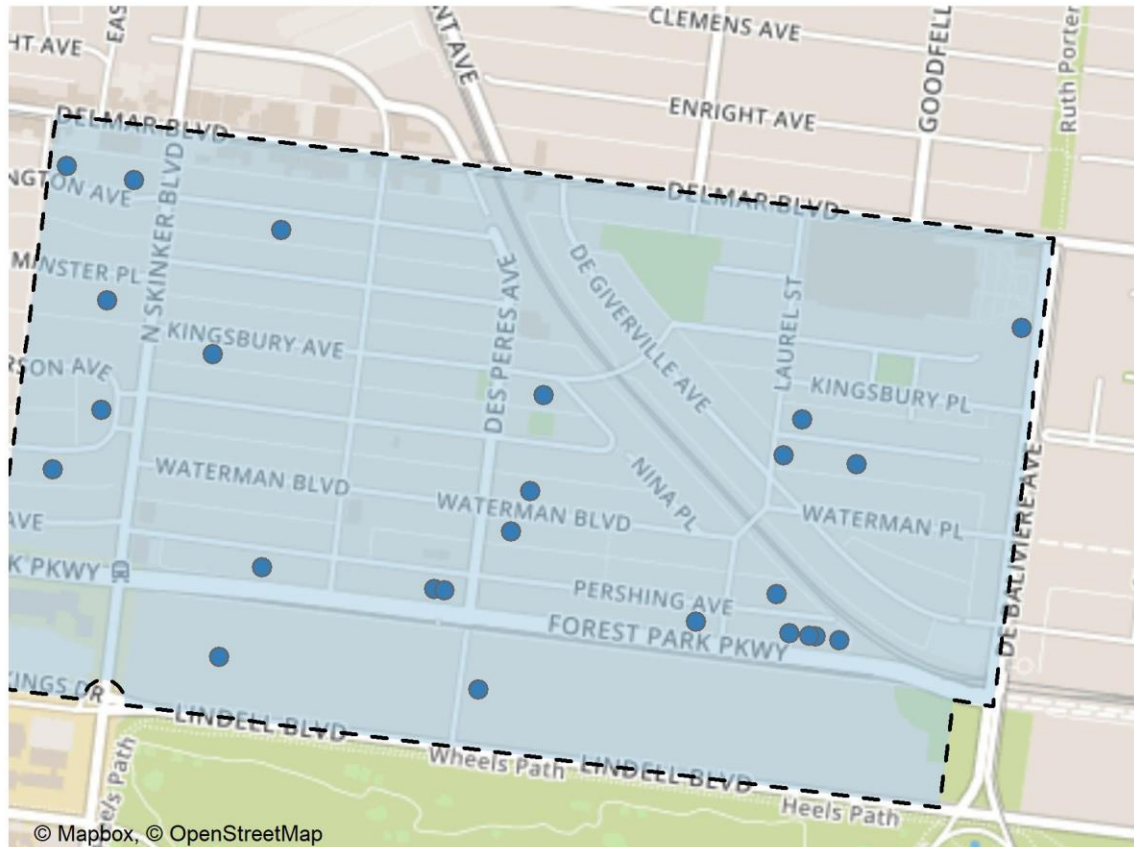 CLEMENS AVE
HT AVE
EAS
NT AVE
GOODFELL
Ruth Porter
ENRIGHT AVE
DELMAR BLVD
N SKINKER BLVD
NGTON AVE
DELMAR BLVD
MINSTER PL
DES PERES AVE
DE GIVERVILLE AVE
LAUREL ST
KINGSBURY AVE
RSON AVE
KINGSBURY PL
WATERMAN BLVD
WATERMAN BLVD
NINA PL
WATERMAN PL
DE BALIVIERE AVE
AVE
K PKWY
PERSHING AVE
FOREST PARK PKWY
KINGS DR
LINDELL BLVD
Wheels Path
LINDELL BLVD
Heels Path
els Path
© Mapbox, © OpenStreetMap